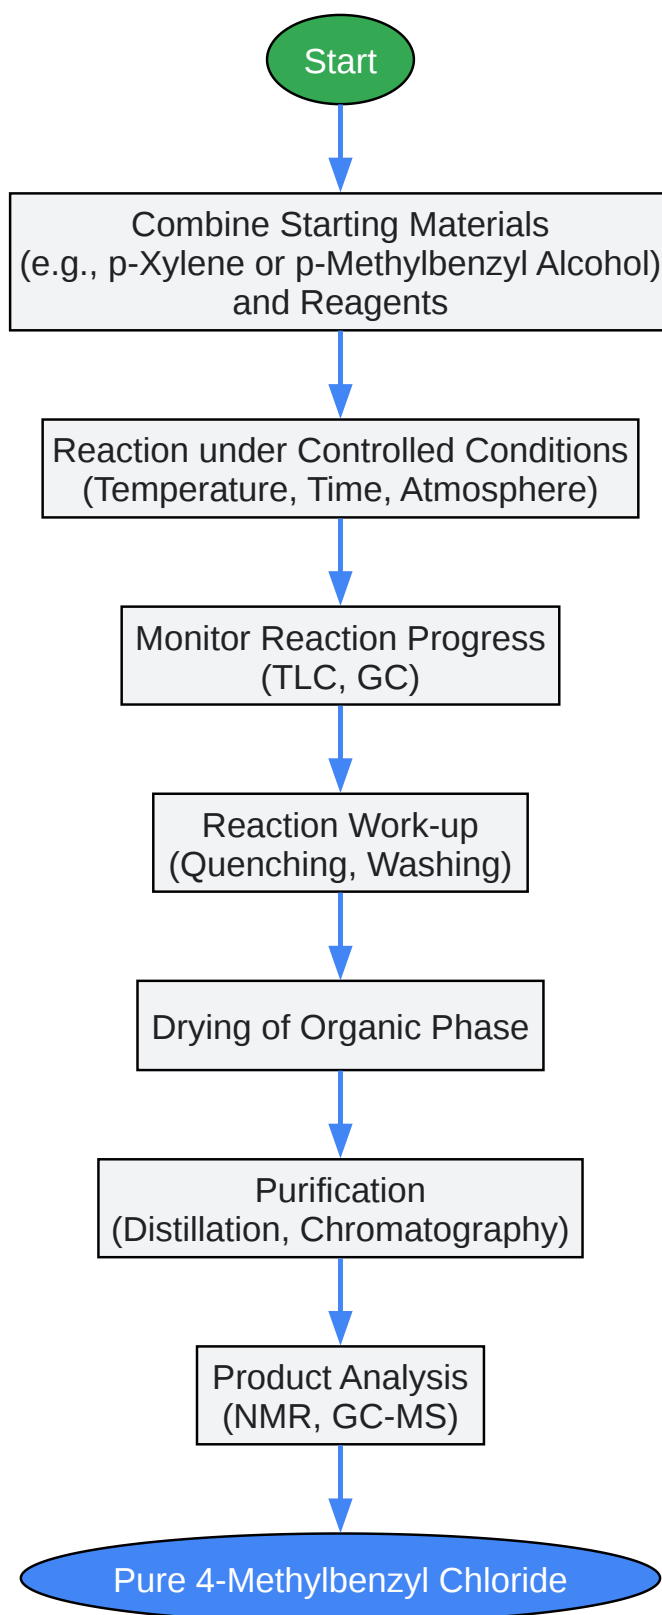 Start
Combine Starting Materials
(e.g., p-Xylene or p-Methylbenzyl Alcohol)
and Reagents
Reaction under Controlled Conditions
(Temperature, Time, Atmosphere)
Monitor Reaction Progress
(TLC, GC)
Reaction Work-up
(Quenching, Washing)
Drying of Organic Phase
Purification
(Distillation, Chromatography)
Product Analysis
(NMR, GC-MS)
Pure 4-Methylbenzyl Chloride